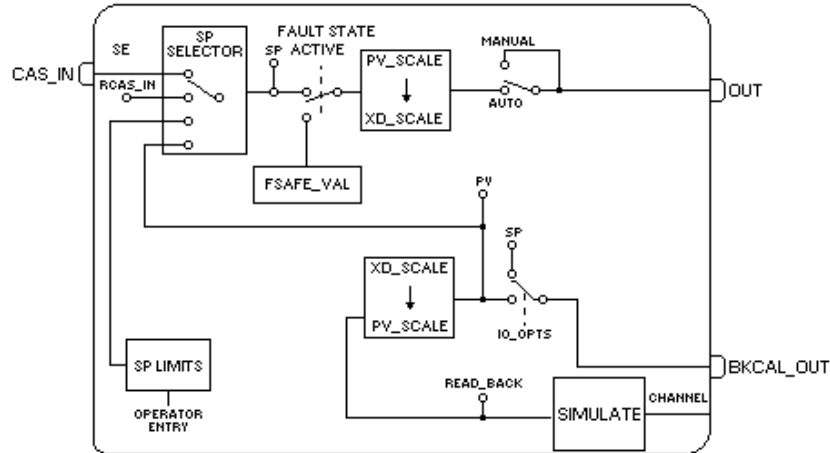 SE
SP
SELECTOR
FAULT STATE
ACTIVE
SP
MANUAL
PV_SCALE
XD_SCALE
AUTO
CAS_IN
RCAS_IN
OUT
FSAFE_VAL
PV
SP
XD_SCALE
PV_SCALE
IO_OPTS
SP LIMITS
OPERATOR
ENTRY
READ_BACK
SIMULATE
CHANNEL
BKCAL_OUT